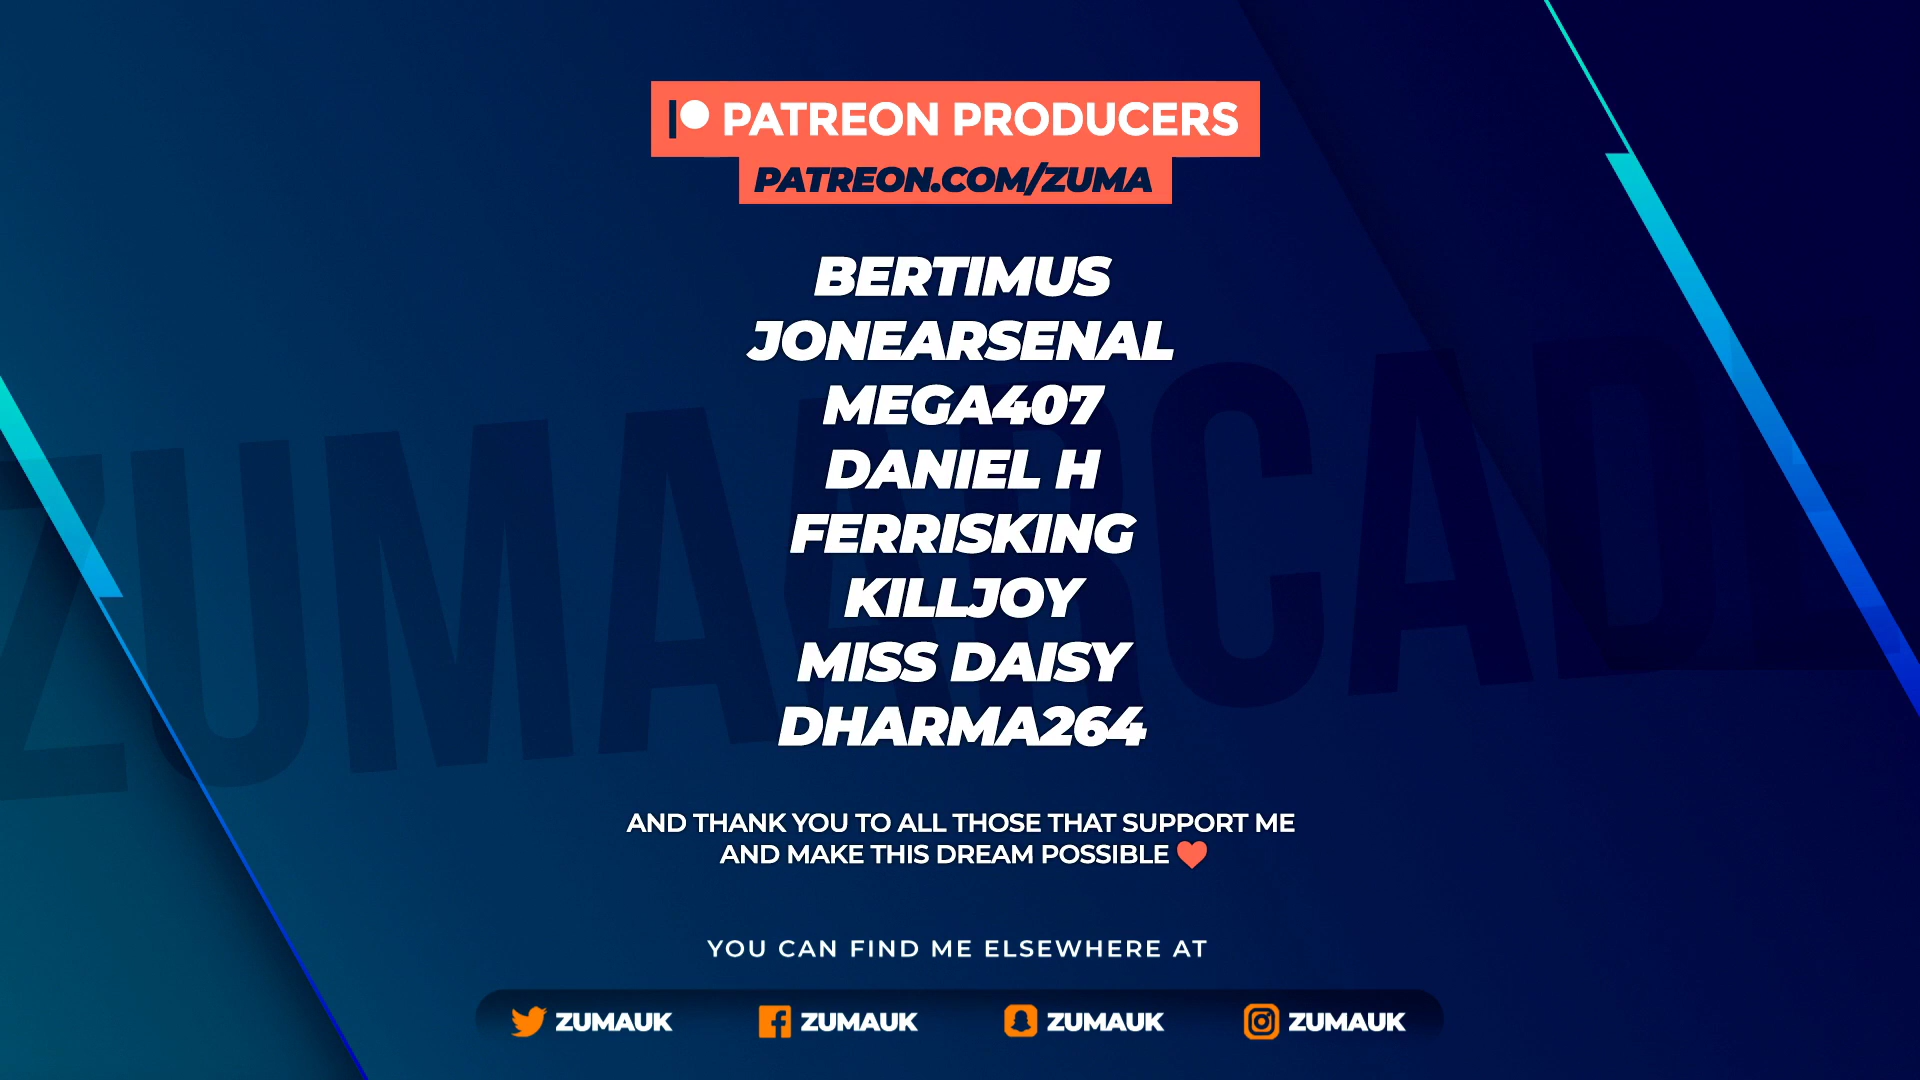 PATREON PRODUCERS
PATREON.COM/ZUMA
BERTIMUS
JONEARSENAL
MEGA407
DANIEL H
FERRISKING
KILLJOY
MISS DAISY
DHARMA264
ZUMAARCADE
AND THANK YOU TO ALL THOSE THAT SUPPORT ME
AND MAKE THIS DREAM POSSIBLE ❤
YOU CAN FIND ME ELSEWHERE AT
ZUMAUK ZUMAUK ZUMAUK ZUMAUK